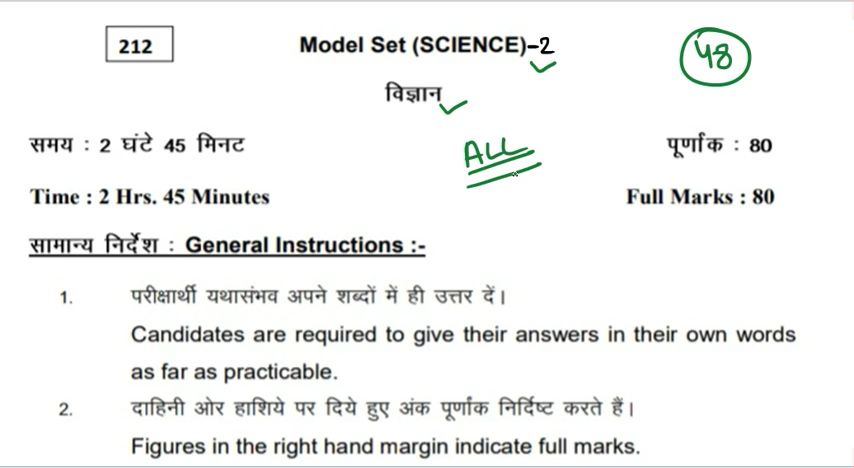 212
Model Set (SCIENCE)-2
48
विज्ञान
ALL
समय : 2 घंटे 45 मिनट
पूर्णांक : 80
Time : 2 Hrs. 45 Minutes
Full Marks : 80
सामान्य निर्देश : General Instructions :-
1. परीक्षार्थी यथासंभव अपने शब्दों में ही उत्तर दें।
Candidates are required to give their answers in their own words
as far as practicable.
2. दाहिनी ओर हाशिये पर दिये हुए अंक पूर्णांक निर्दिष्ट करते हैं।
Figures in the right hand margin indicate full marks.